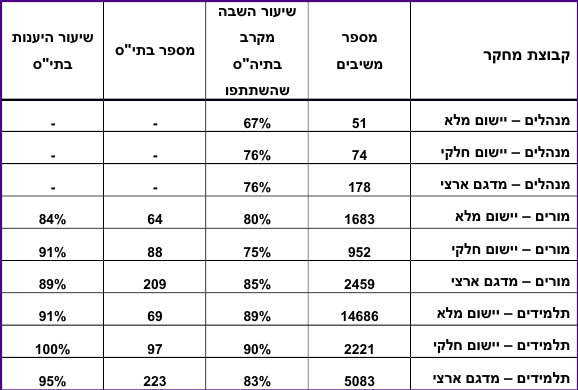 קבוצת מחקר | מספר משיבים | שיעור השבה מקרב בתיה"ס שהשתתפו | מספר בתי"ס | שיעור היענות בתי"ס
מנהלים – יישום מלא | 51 | 67% | - | -
מנהלים – יישום חלקי | 74 | 76% | - | -
מנהלים – מדגם ארצי | 178 | 76% | - | -
מורים – יישום מלא | 1683 | 80% | 64 | 84%
מורים – יישום חלקי | 952 | 75% | 88 | 91%
מורים – מדגם ארצי | 2459 | 85% | 209 | 89%
תלמידים – יישום מלא | 14686 | 89% | 69 | 91%
תלמידים – יישום חלקי | 2221 | 90% | 97 | 100%
תלמידים – מדגם ארצי | 5083 | 83% | 223 | 95%